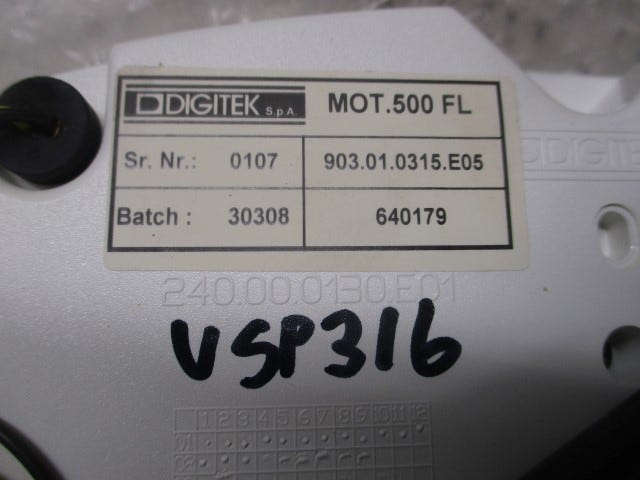 DIGITEK S.p.A. MOT.500 FL
Sr. Nr.: 0107 903.01.0315.E05
DIGITEK
Batch : 30308 640179
240.00.0130.E01
VSP316
1 2 3 4 5 6 7 8 9 10 11 12
01